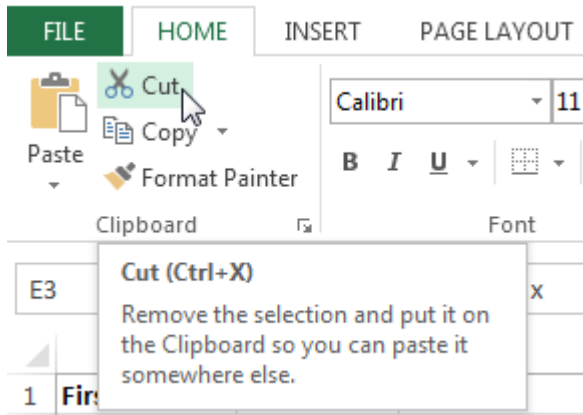 FILE HOME INSERT PAGE LAYOUT
Cut
Calibri 11
Copy
Paste
B I U
Format Painter
Clipboard Font
Cut (Ctrl+X)
E3 x
Remove the selection and put it on
the Clipboard so you can paste it
somewhere else.
1